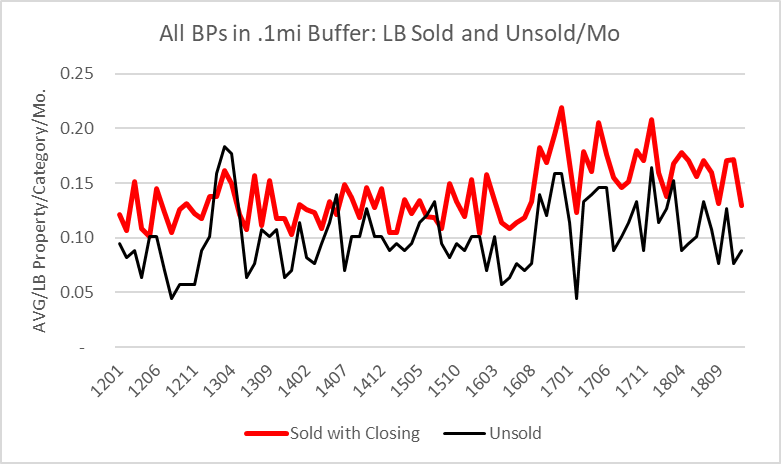 All BPs in .1mi Buffer: LB Sold and Unsold/Mo
AVG/LB Property/Category/Mo.
0.25
0.20
0.15
0.10
0.05
-
1201 1206 1211 1304 1309 1402 1407 1412 1505 1510 1603 1608 1701 1706 1711 1804 1809
Sold with Closing Unsold